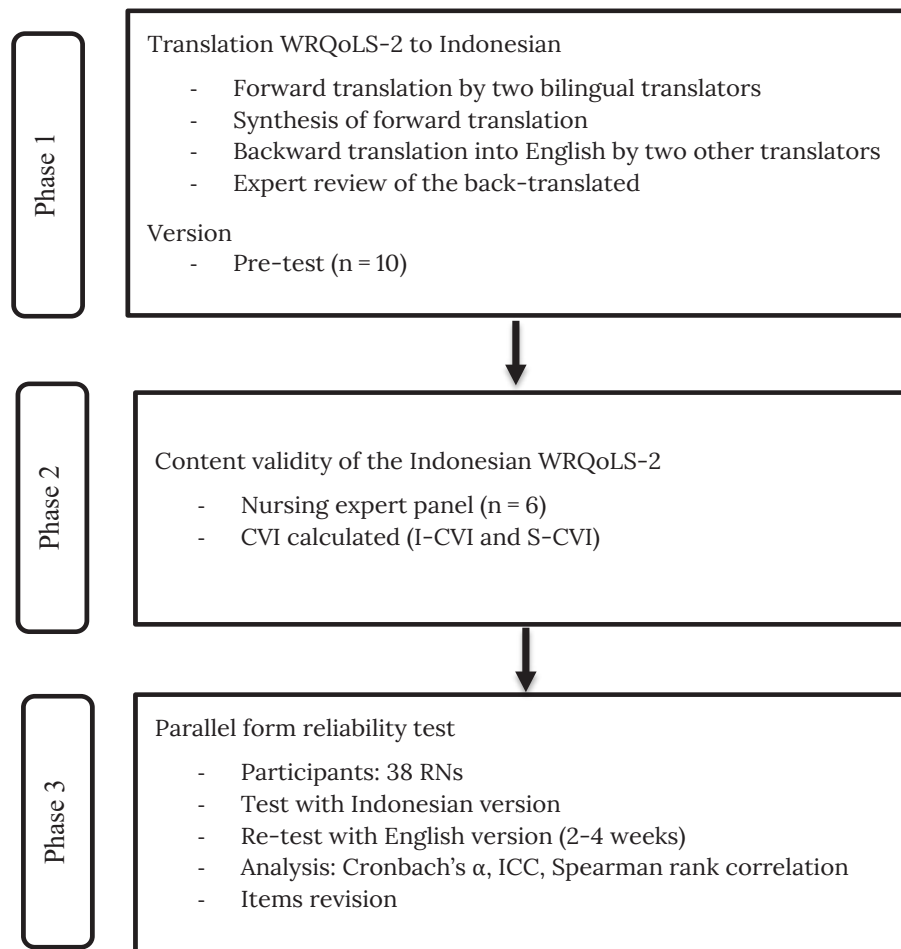 Phase 1
Translation WRQoLS-2 to Indonesian
- Forward translation by two bilingual translators
- Synthesis of forward translation
- Backward translation into English by two other translators
- Expert review of the back-translated
Version
- Pre-test (n = 10)
Phase 2
Content validity of the Indonesian WRQoLS-2
- Nursing expert panel (n = 6)
- CVI calculated (I-CVI and S-CVI)
Phase 3
Parallel form reliability test
- Participants: 38 RNs
- Test with Indonesian version
- Re-test with English version (2-4 weeks)
- Analysis: Cronbach’s α, ICC, Spearman rank correlation
- Items revision